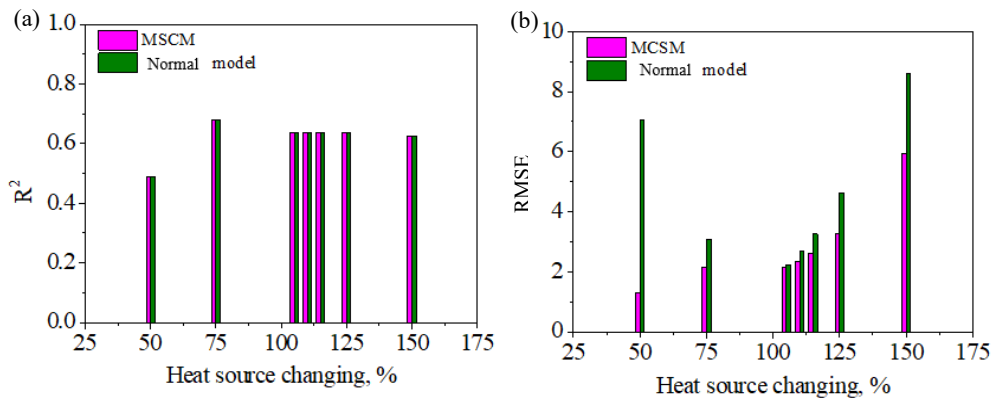 (a)
1.0
0.8
0.6
0.4
0.2
0.0
R²
MSCM
Normal model
25 50 75 100 125 150 175
Heat source changing, %
(b)
10
8
6
4
2
0
RMSE
MCSM
Normal model
25 50 75 100 125 150 175
Heat source changing, %